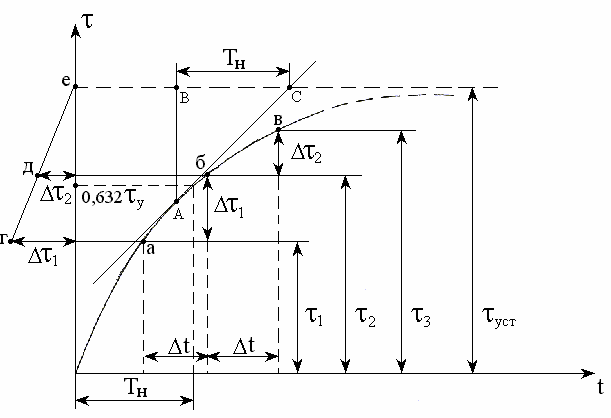 τ
Tн
е
В
С
в
б
д
Δτ₂
Δτ₂
0,632τу
А
Δτ₁
г
а
Δτ₁
τ₁
τ₂
τ₃
τуст
Δt
Δt
Tн
t